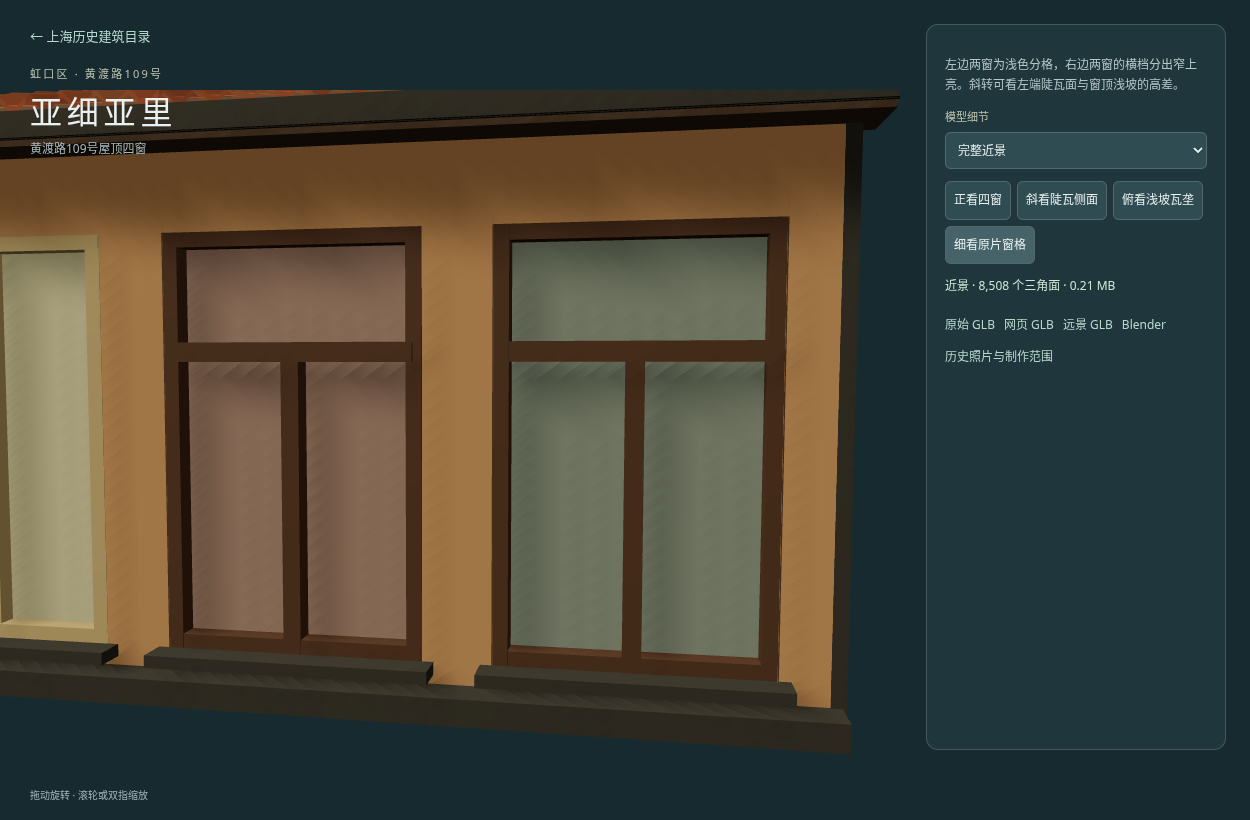 ← 上海历史建筑目录
虹口区 · 黄渡路109号
亚细亚里
黄渡路109号屋顶四窗
左边两窗为浅色分格，右边两窗的横档分出窄上
亮。斜转可看左端陡瓦面与窗顶浅坡的高差。
模型细节
完整近景
正看四窗 斜看陡瓦侧面 俯看浅坡瓦垄
细看原片窗格
近景 · 8,508 个三角面 · 0.21 MB
原始 GLB 网页 GLB 远景 GLB Blender
历史照片与制作范围
拖动旋转 · 滚轮或双指缩放